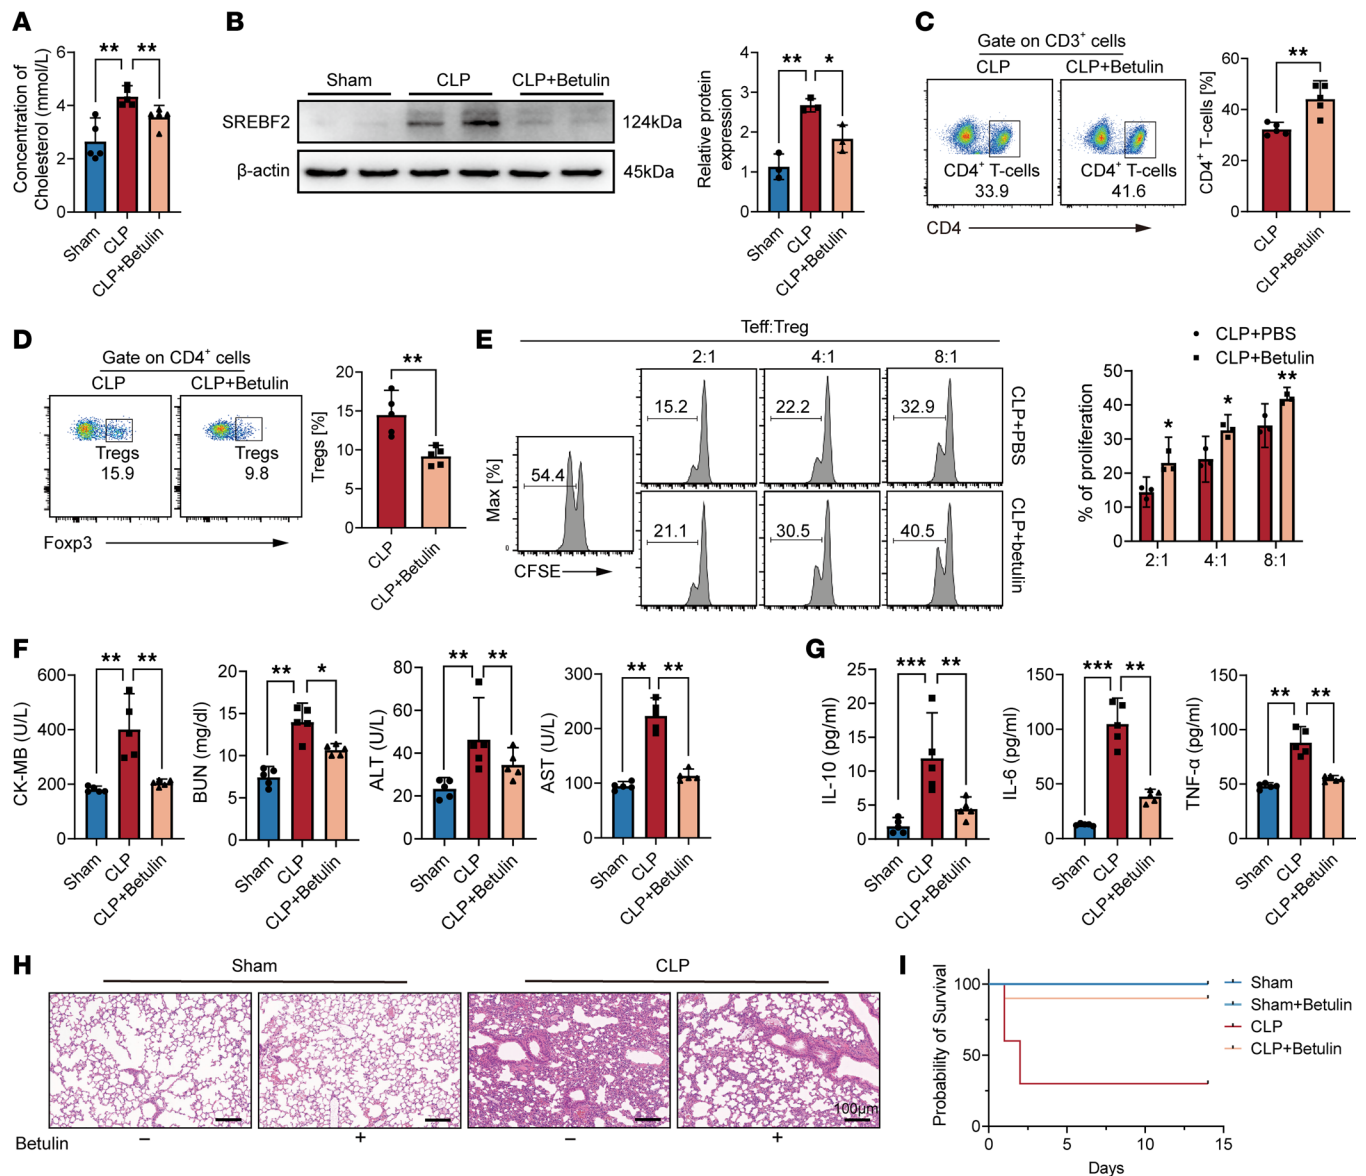 A
Concentration of
Cholesterol (mmol/L)
6
4
2
0
** **
Sham
CLP
CLP+Betulin
B
Sham CLP CLP+Betulin
SREBF2 124kDa
β-actin 45kDa
Relative protein
expression
4
3
2
1
0
** *
Sham
CLP
CLP+Betulin
C
Gate on CD3+ cells
CLP CLP+Betulin
CD4+ T-cells CD4+ T-cells
33.9 41.6
CD4
CD4+ T-cells [%]
60
40
20
0
**
CLP
CLP+Betulin
D
Gate on CD4+ cells
CLP CLP+Betulin
Tregs Tregs
15.9 9.8
Foxp3
Tregs [%]
20
15
10
5
0
**
CLP
CLP+Betulin
E
Teff:Treg
2:1 4:1 8:1
15.2 22.2 32.9
CLP+PBS
54.4
Max [%]
0
CFSE
21.1 30.5 40.5
CLP+betulin
CLP+PBS
CLP+Betulin
% of proliferation
50
40
30
20
10
0
* * **
2:1 4:1 8:1
F
CK-MB (U/L)
600
400
200
0
** **
Sham
CLP
CLP+Betulin
BUN (mg/dl)
20
15
10
5
0
** *
Sham
CLP
CLP+Betulin
ALT (U/L)
80
60
40
20
0
** **
Sham
CLP
CLP+Betulin
AST (U/L)
300
200
100
0
** **
Sham
CLP
CLP+Betulin
G
IL-10 (pg/ml)
25
20
15
10
5
0
*** **
Sham
CLP
CLP+Betulin
IL-6 (pg/ml)
150
100
50
0
*** **
Sham
CLP
CLP+Betulin
TNF-α (pg/ml)
150
100
50
0
** **
Sham
CLP
CLP+Betulin
H
Sham CLP
100μm
Betulin − + − +
I
Probability of Survival
100
50
0
0 5 10 15
Days
Sham
Sham+Betulin
CLP
CLP+Betulin